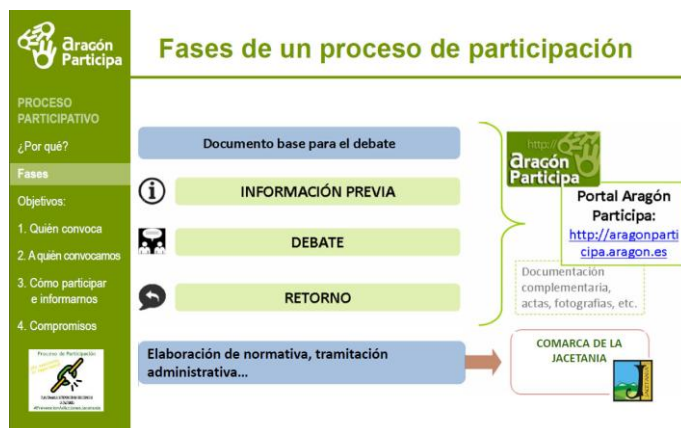 aragón
Participa
Fases de un proceso de participación
PROCESO
PARTICIPATIVO
¿Por qué?
Fases
Objetivos:
1. Quién convoca
2. A quién convocamos
3. Cómo participar
e informarnos
4. Compromisos
Proceso de Participación
Documento base para el debate
INFORMACIÓN PREVIA
DEBATE
RETORNO
Elaboración de normativa, tramitación
administrativa...
http://
aragón
Participa
Portal Aragón
Participa:
http://aragonparti
cipa.aragon.es
Documentación
complementaria,
actas, fotografías, etc.
COMARCA DE LA
JACETANIA
JACETANIA